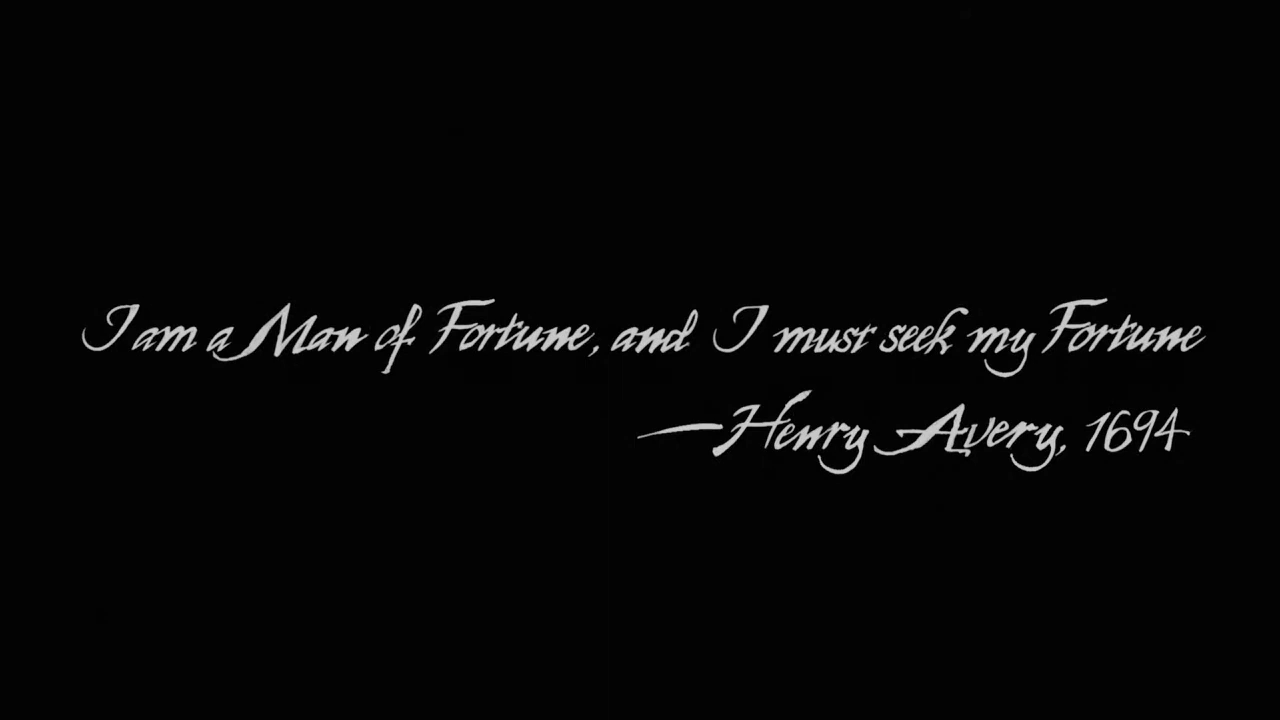 I am a Man of Fortune, and I must seek my Fortune
—Henry Avery, 1694